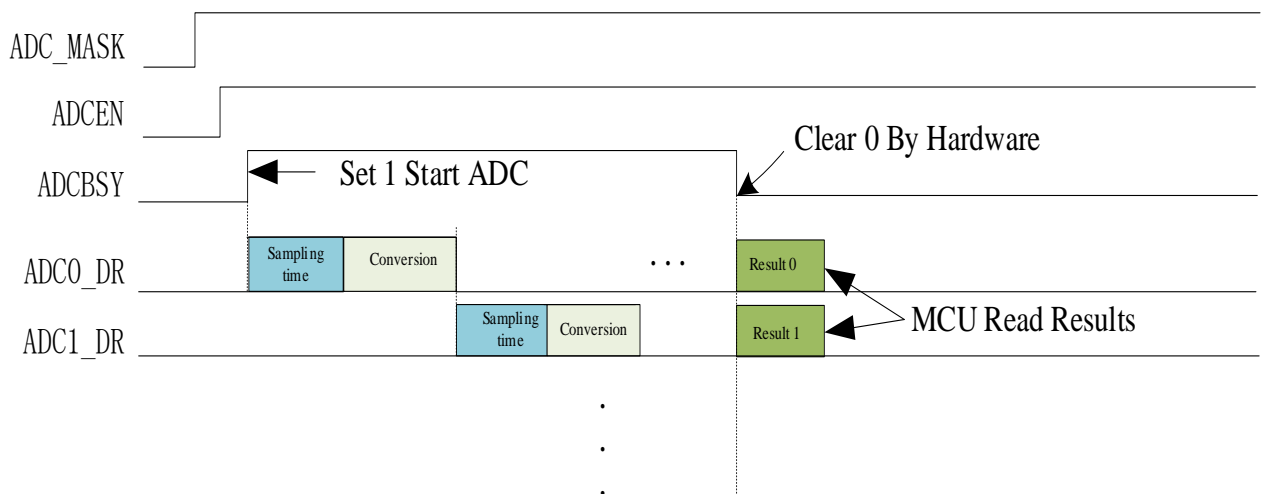 ADC_MASK
ADCEN
Clear 0 By Hardware
ADCBSY
Set 1 Start ADC
ADC0_DR
Sampling
time
Conversion
...
Result 0
MCU Read Results
ADC1_DR
Sampling
time
Conversion
Result 1